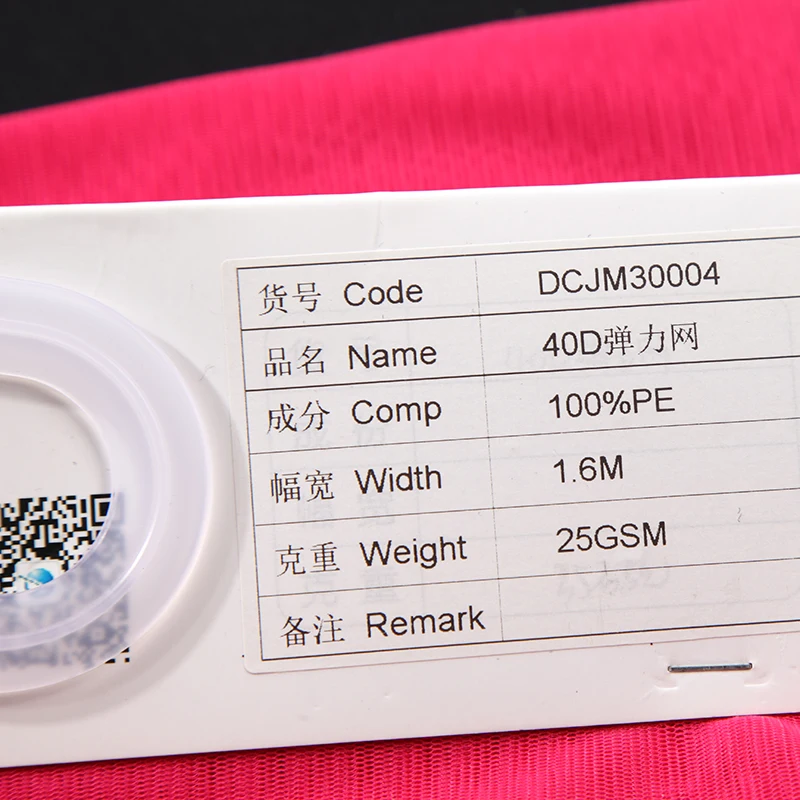 货号 Code DCJM30004
品名 Name 40D弹力网
成分 Comp 100%PE
幅宽 Width 1.6M
克重 Weight 25GSM
备注 Remark